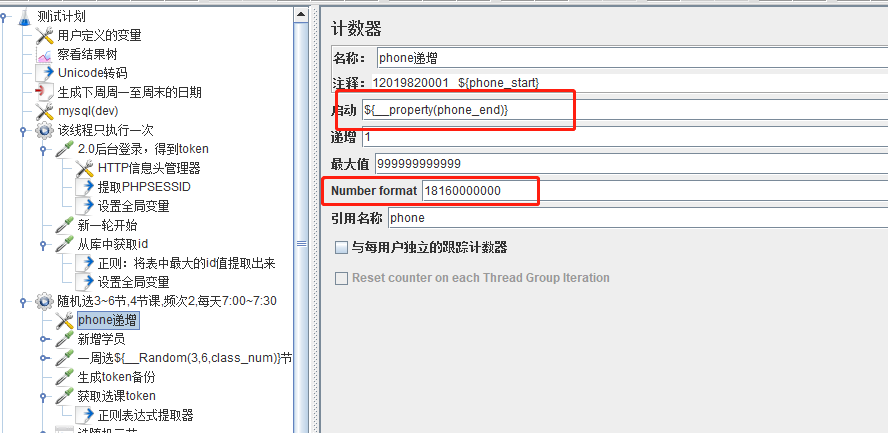 测试计划
用户定义的变量
察看结果树
Unicode转码
生成下周周一至周末的日期
mysql(dev)
该线程只执行一次
2.0后台登录，得到token
HTTP信息头管理器
提取PHPSESSID
设置全局变量
新一轮开始
从库中获取id
正则：将表中最大的id值提取出来
设置全局变量
随机选3~6节,4节课,频次2,每天7:00~7:30
phone递增
新增学员
一周选${__Random(3,6,class_num)}节
生成token备份
获取选课token
正则表达式提取器
计数器
名称： phone递增
注释： 12019820001 ${phone_start}
启动 ${__property(phone_end)}
递增 1
最大值 999999999999
Number format 18160000000
引用名称 phone
与每用户独立的跟踪计数器
Reset counter on each Thread Group Iteration